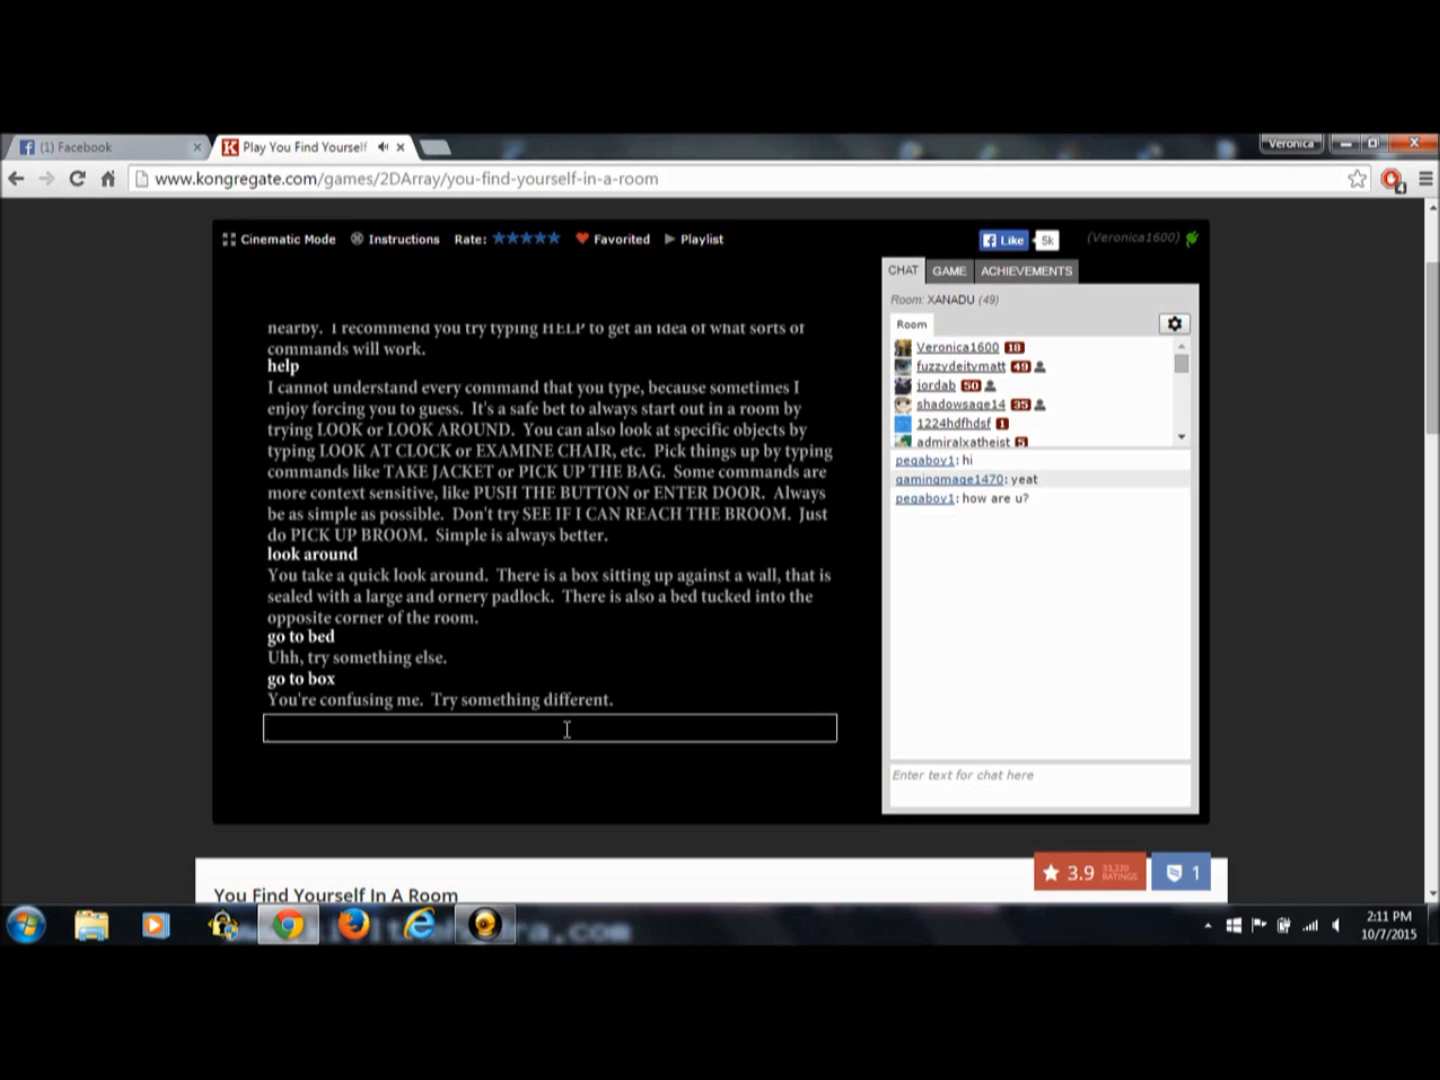 (1) Facebook
Play You Find Yourself
Veronica
www.kongregate.com/games/2DArray/you-find-yourself-in-a-room
Cinematic Mode Instructions Rate: Favorited Playlist
Like 5k (Veronica1600)
CHAT GAME ACHIEVEMENTS
Room: XANADU (49)
Room
Veronica1600 18
fuzzydeitymatt 49
jordab 50
shadowsage14 35
1224hdfhdsf 1
admiralxatheist 5
pegaboy1: hi
gamingmage1470: yeat
pegaboy1: how are u?
Enter text for chat here
nearby. I recommend you try typing HELP to get an idea of what sorts of
commands will work.
help
I cannot understand every command that you type, because sometimes I
enjoy forcing you to guess. It's a safe bet to always start out in a room by
trying LOOK or LOOK AROUND. You can also look at specific objects by
typing LOOK AT CLOCK or EXAMINE CHAIR, etc. Pick things up by typing
commands like TAKE JACKET or PICK UP THE BAG. Some commands are
more context sensitive, like PUSH THE BUTTON or ENTER DOOR. Always
be as simple as possible. Don't try SEE IF I CAN REACH THE BROOM. Just
do PICK UP BROOM. Simple is always better.
look around
You take a quick look around. There is a box sitting up against a wall, that is
sealed with a large and ornery padlock. There is also a bed tucked into the
opposite corner of the room.
go to bed
Uhh, try something else.
go to box
You're confusing me. Try something different.
3.9 33,220 RATINGS 1
You Find Yourself In A Room
2:11 PM
10/7/2015